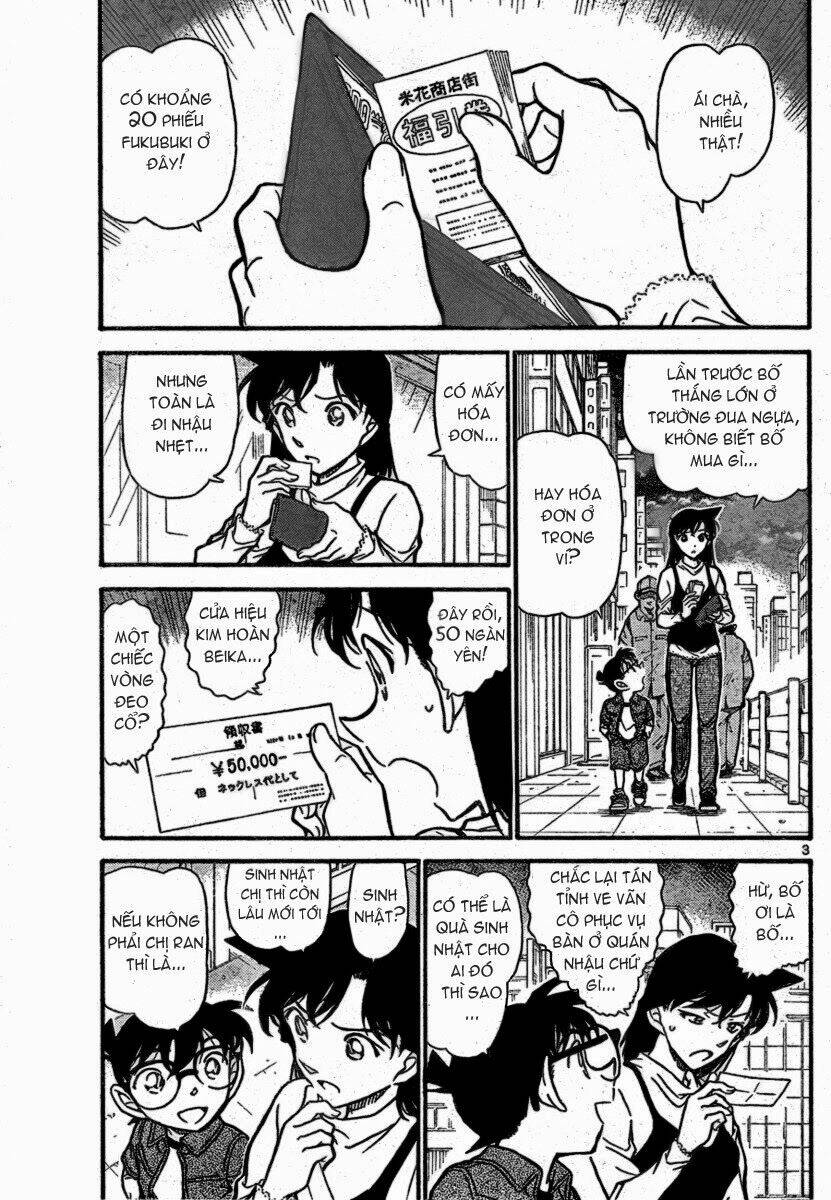 ÁI CHÀ,
NHIỀU
THẬT!
米花商店街
福引券
CÓ KHOẢNG
20 PHIẾU
FUKUBUKI Ở
ĐÂY!
LẦN TRƯỚC BỐ
THẮNG LỚN Ở
TRƯỜNG ĐUA NGỰA,
KHÔNG BIẾT BỐ
MUA GÌ...
HAY HÓA
ĐƠN Ở
TRONG
VÍ?
CÓ MẤY
HÓA
ĐƠN...
NHƯNG
TOÀN LÀ
ĐI NHẬU
NHẸT...
ĐÂY RỒI,
50 NGÀN
YÊN!
CỬA HIỆU
KIM HOÀN
BEIKA...
MỘT
CHIẾC
VÒNG
ĐEO
CỔ?
領収書
¥50,000-
但 ネックレス代として
3
HỪ, BỐ
ƠI LÀ
BỐ...
CHẮC LẠI TÁN
TỈNH VE VÃN
CÔ PHỤC VỤ
BÀN Ở QUÁN
NHẬU CHỨ
GÌ...
CÓ THỂ LÀ
QUÀ SINH
NHẬT CHO
AI ĐÓ
THÌ SAO...
SINH
NHẬT?
SINH NHẬT
CHỊ THÌ CÒN
LÂU MỚI TỚI
...
NẾU KHÔNG
PHẢI CHỊ RAN
THÌ LÀ...